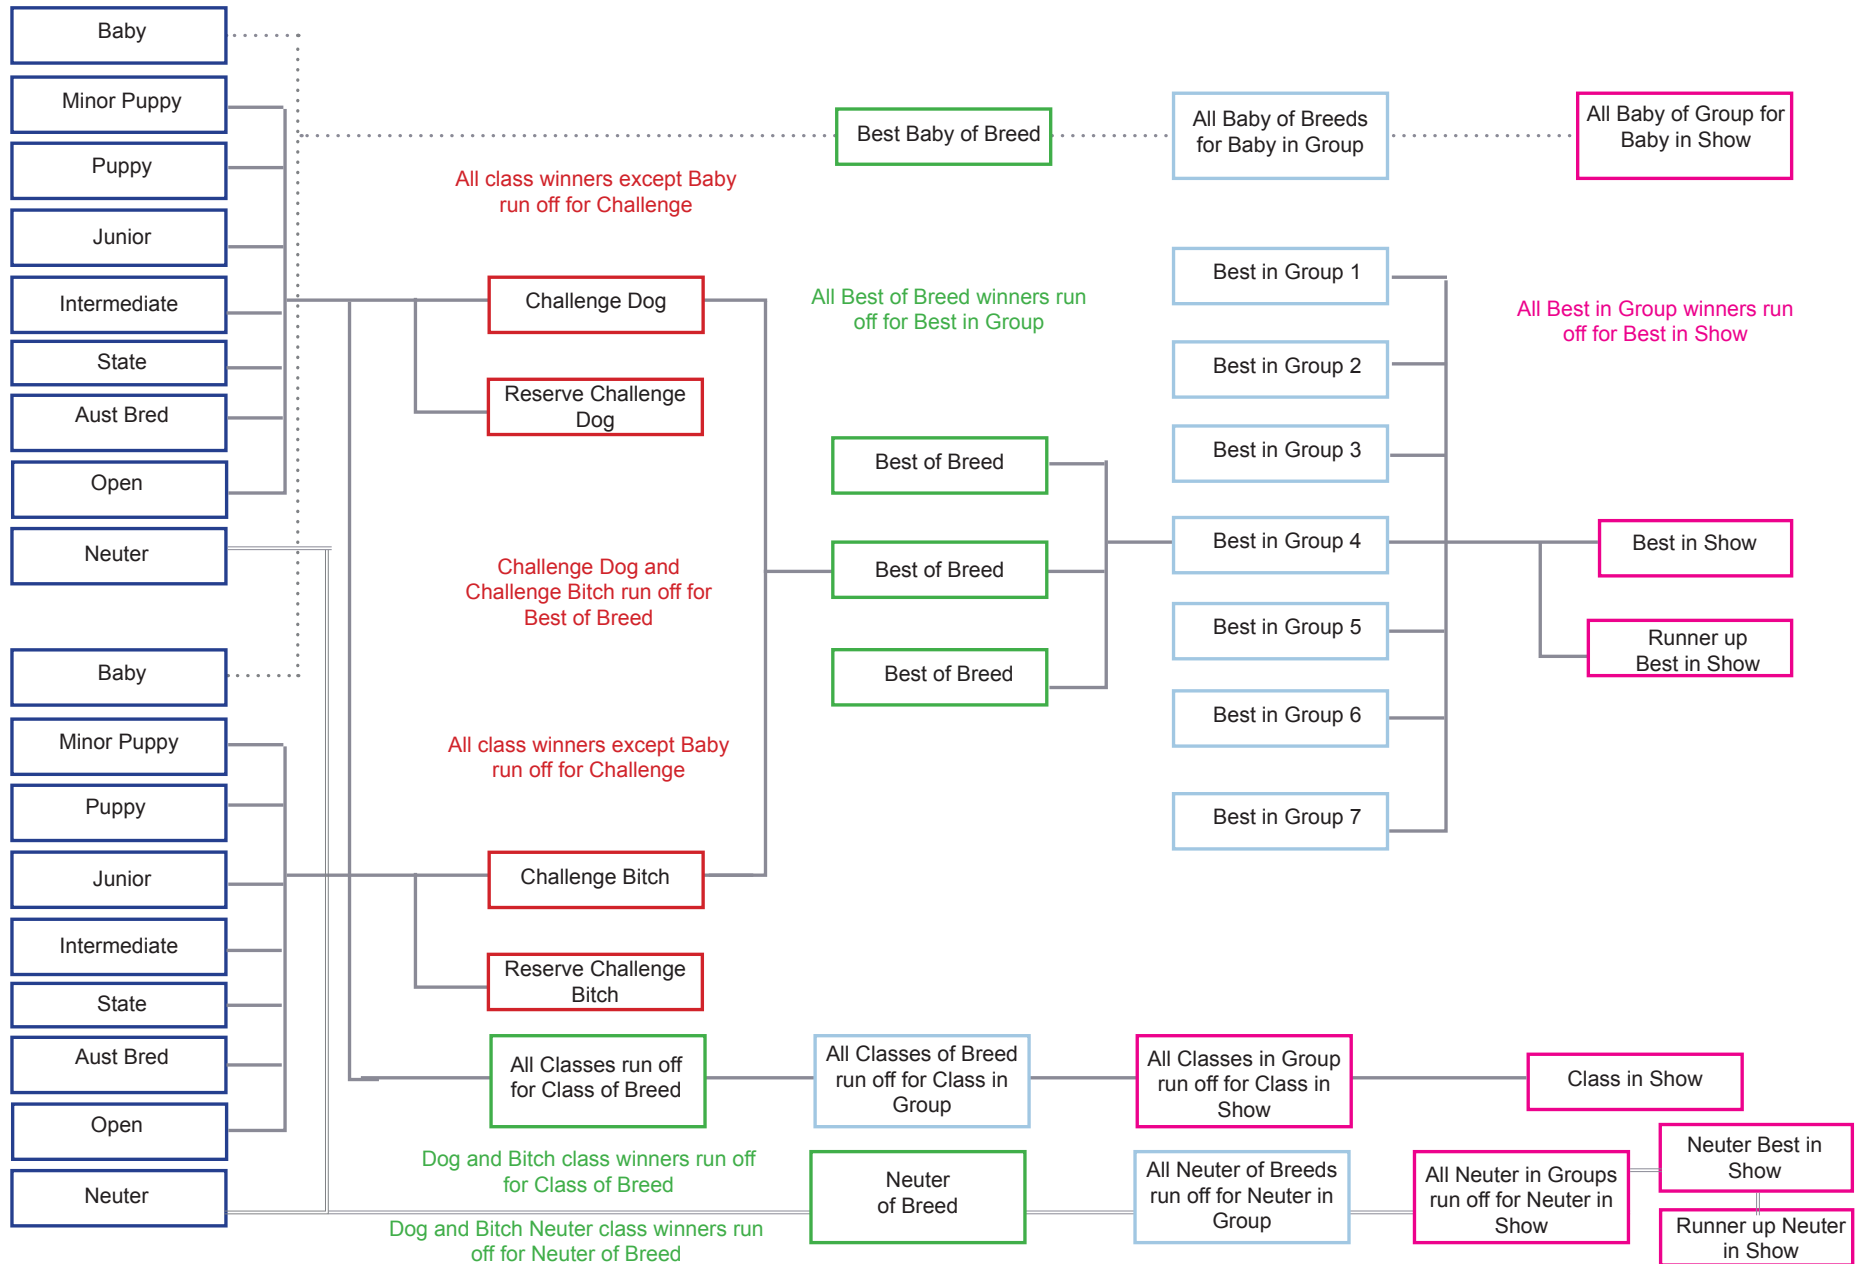 Baby
Minor Puppy
Puppy
Junior
Intermediate
State
Aust Bred
Open
Neuter
Baby
Minor Puppy
Puppy
Junior
Intermediate
State
Aust Bred
Open
Neuter
All class winners except Baby
run off for Challenge
Challenge Dog
Reserve Challenge
Dog
Challenge Dog and
Challenge Bitch run off for
Best of Breed
All class winners except Baby
run off for Challenge
Challenge Bitch
Reserve Challenge
Bitch
All Classes run off
for Class of Breed
Dog and Bitch class winners run off
for Class of Breed
Dog and Bitch Neuter class winners run
off for Neuter of Breed
Best Baby of Breed
All Best of Breed winners run
off for Best in Group
Best of Breed
Best of Breed
Best of Breed
All Classes of Breed
run off for Class in
Group
Neuter
of Breed
All Baby of Breeds
for Baby in Group
Best in Group 1
Best in Group 2
Best in Group 3
Best in Group 4
Best in Group 5
Best in Group 6
Best in Group 7
All Classes in Group
run off for Class in
Show
All Neuter of Breeds
run off for Neuter in
Group
All Baby of Group for
Baby in Show
All Best in Group winners run
off for Best in Show
Best in Show
Runner up
Best in Show
Class in Show
All Neuter in Groups
run off for Neuter in
Show
Neuter Best in
Show
Runner up Neuter
in Show